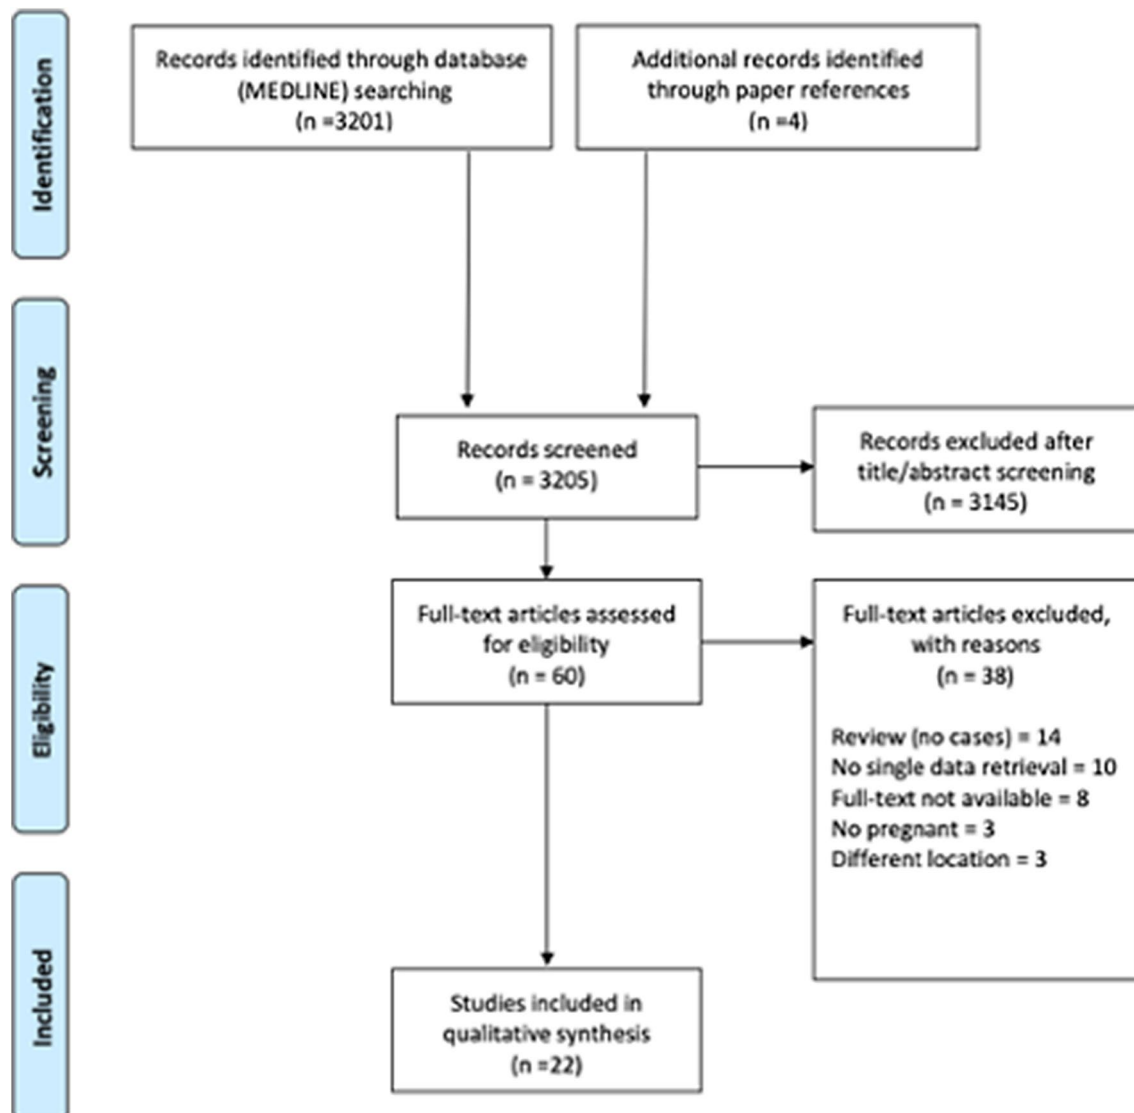 Identification
Records identified through database
(MEDLINE) searching
(n =3201)
Additional records identified
through paper references
(n =4)
Screening
Records screened
(n = 3205)
Records excluded after
title/abstract screening
(n = 3145)
Eligibility
Full-text articles assessed
for eligibility
(n = 60)
Full-text articles excluded,
with reasons
(n = 38)
Review (no cases) = 14
No single data retrieval = 10
Full-text not available = 8
No pregnant = 3
Different location = 3
Included
Studies included in
qualitative synthesis
(n =22)